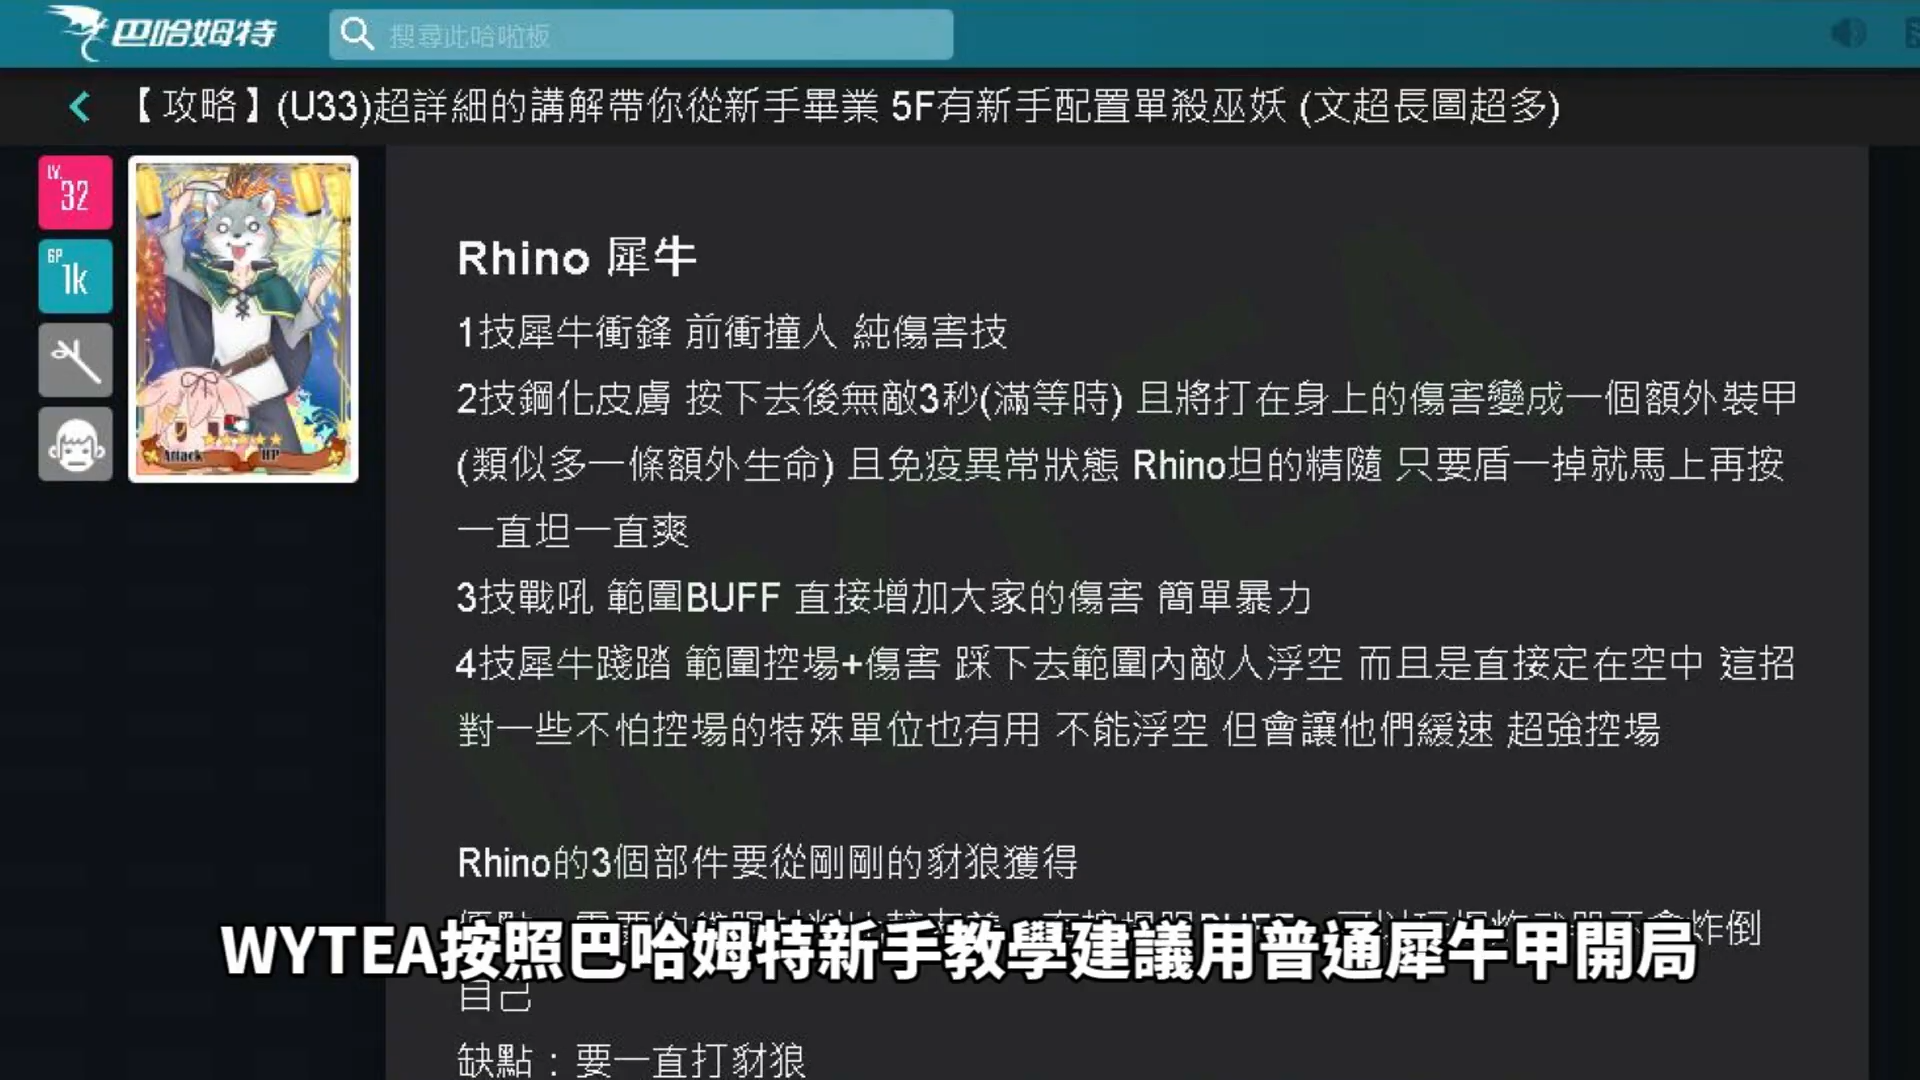 巴哈姆特
搜尋此哈啦板
【攻略】(U33)超詳細的講解帶你從新手畢業 5F有新手配置單殺巫妖 (文超長圖超多)
LV.
32
GP
1k
Attack
HP
Rhino 犀牛
1技犀牛衝鋒 前衝撞人 純傷害技
2技鋼化皮膚 按下去後無敵3秒(滿等時) 且將打在身上的傷害變成一個額外裝甲
(類似多一條額外生命) 且免疫異常狀態 Rhino坦的精隨 只要盾一掉就馬上再按
一直坦一直爽
3技戰吼 範圍BUFF 直接增加大家的傷害 簡單暴力
4技犀牛踐踏 範圍控場+傷害 踩下去範圍內敵人浮空 而且是直接定在空中 這招
對一些不怕控場的特殊單位也有用 不能浮空 但會讓他們緩速 超強控場
Rhino的3個部件要從剛剛的豺狼獲得
炸倒
WYTEA按照巴哈姆特新手教學建議用普通犀牛甲開局
自己
缺點：要一直打豺狼